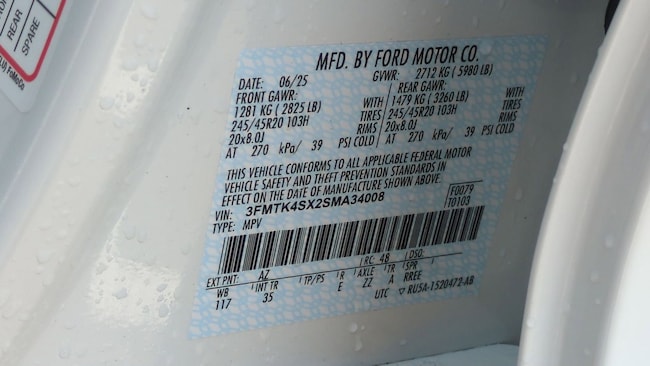 REAR
SPARE
MFD. BY FORD MOTOR CO.
DATE: 06/25 GVWR: 2712 KG ( 5980 LB)
FRONT GAWR: REAR GAWR:
1281 KG ( 2825 LB) WITH 1479 KG ( 3260 LB) WITH
245/45R20 103H TIRES 245/45R20 103H TIRES
20x8.0J RIMS 20x8.0J RIMS
AT 270 kPa/ 39 PSI COLD AT 270 kPa/ 39 PSI COLD
THIS VEHICLE CONFORMS TO ALL APPLICABLE FEDERAL MOTOR
VEHICLE SAFETY AND THEFT PREVENTION STANDARDS IN
EFFECT ON THE DATE OF MANUFACTURE SHOWN ABOVE.
VIN: 3FMTK4SX2SMA34008 F0079
TYPE: MPV T0103
EXT PNT: AZ RC: 48 DSO:
WB INT TR TP/PS R AXLE TR SPR
117 35 E ZZ A RREE
UTC RU5A-1520472-AB